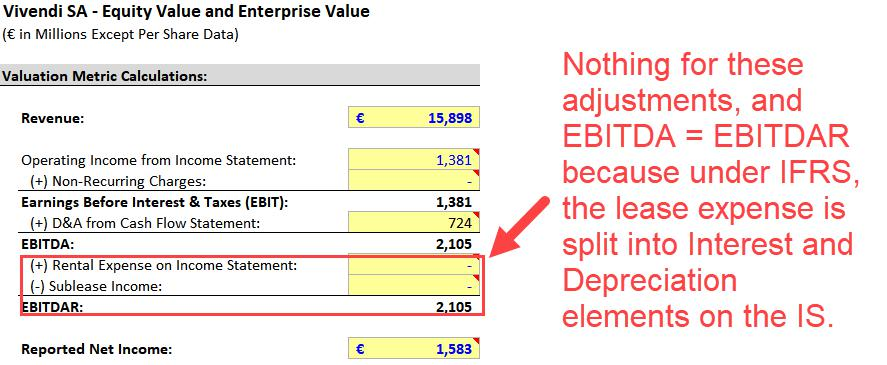 Vivendi SA - Equity Value and Enterprise Value
(€ in Millions Except Per Share Data)
Valuation Metric Calculations:
Revenue: € 15,898
Operating Income from Income Statement: 1,381
(+) Non-Recurring Charges: -
Earnings Before Interest & Taxes (EBIT): 1,381
(+) D&A from Cash Flow Statement: 724
EBITDA: 2,105
(+) Rental Expense on Income Statement: -
(-) Sublease Income: -
EBITDAR: 2,105
Reported Net Income: € 1,583
Nothing for these
adjustments, and
EBITDA = EBITDAR
because under IFRS,
the lease expense is
split into Interest and
Depreciation
elements on the IS.